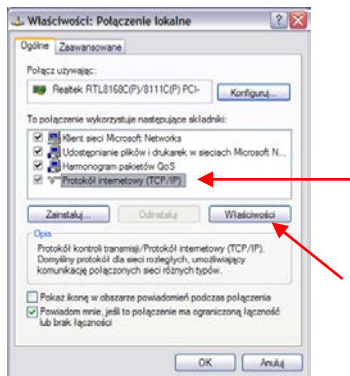 Właściwości: Połączenie lokalne
Ogólne Zaawansowane
Połącz używając:
Realtek RTL8168C(P)/8111C(P) PCI-
Konfiguruj...
To połączenie wykorzystuje następujące składniki:
Klient sieci Microsoft Networks
Udostępnianie plików i drukarek w sieciach Microsoft N...
Harmonogram pakietów QoS
Protokół internetowy (TCP/IP)
Zainstaluj... Odinstaluj Właściwości
Opis
Protokół kontroli transmisji/Protokół internetowy (TCP/IP).
Domyślny protokół dla sieci rozległych, umożliwiający
komunikację połączonych sieci różnych typów.
Pokaż ikonę w obszarze powiadomień podczas połączenia
Powiadom mnie, jeśli to połączenie ma ograniczoną łączność
lub brak łączności
OK Anuluj